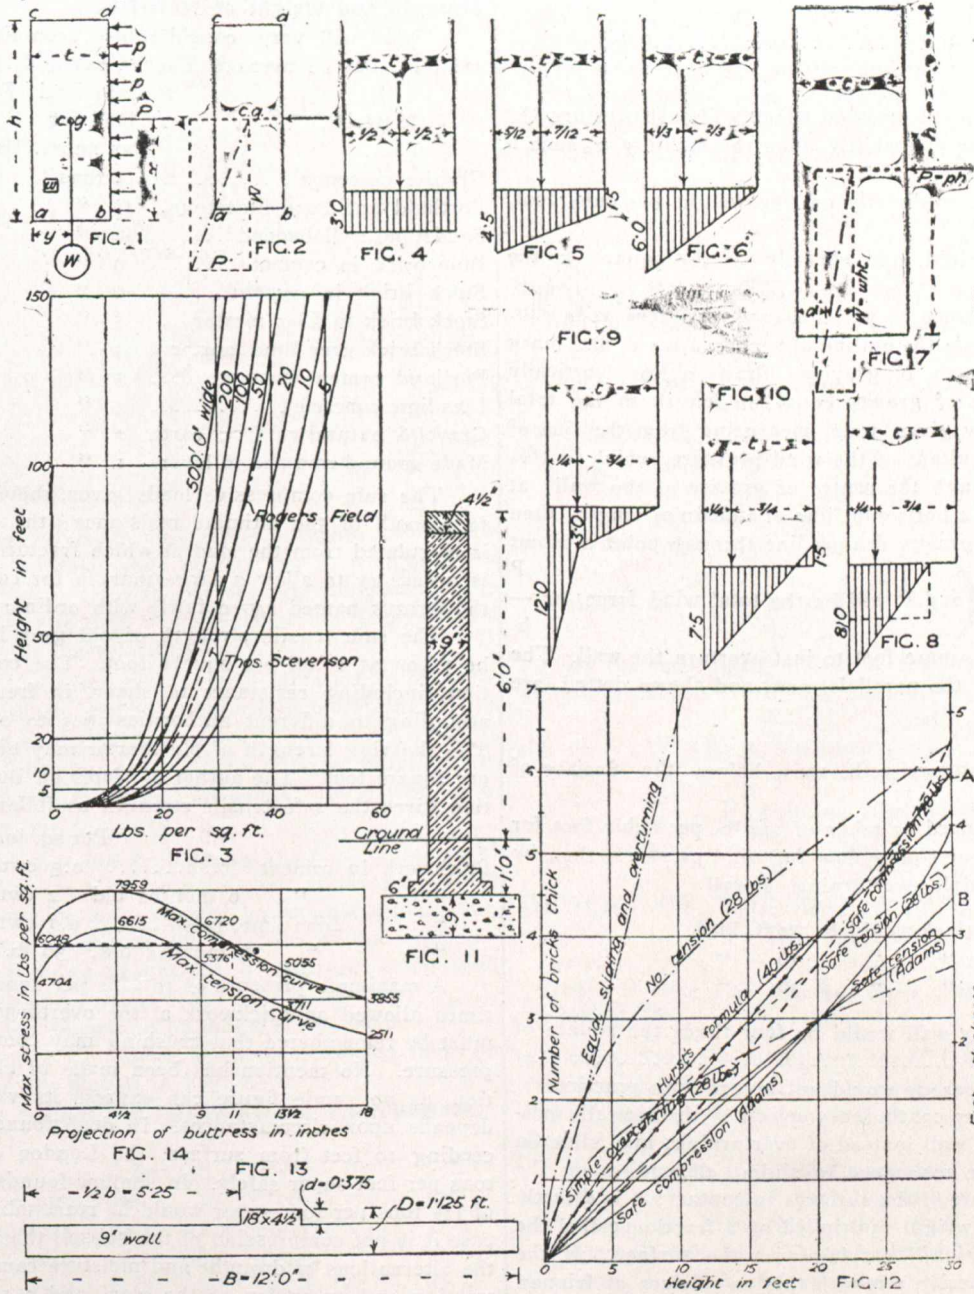 c d
p
t
p
p
P
h
c•g.
a b
y
W
FIG. 1
c d
c.g.
a b
W
P
FIG. 2
t
½ ½
3·0
FIG. 4
t
5/12 7/12
4·5
1·5
FIG. 5
t
⅓ ⅔
6·0
FIG. 6
t
h
P=ph
d l
W=wht
FIG. 7
150
100
50
20
10
5
0
Height in feet
500'0" wide
200
100
50
20
10
5
Rogers Field
Thos. Stevenson
0 20 40 60
Lbs. per sq. ft.
FIG. 3
FIG. 9
t
¼ ¾
3·0
12·0
FIG. 10
t
¼ ¾
1·5
7·5
t
¼ ¾
8·0
FIG. 8
4½"
9"
6'·0"
Ground
Line
1'·0"
6"
9"
FIG. 11
7959
6615
6720
6048
5376
5055
4704
3711
3855
2511
Max. compression curve
Max. tension curve
Max. stress in Lbs per sq. ft.
0 4½ 9 11 13½ 18
Projection of buttress in inches
FIG. 14
FIG. 13
½ b = 5·25
d=0·375
18"x4½"
D=1·125 ft.
9" wall
B=12'·0"
7
6
5
4
3
2
1
0
Number of bricks thick
Equal sliding and overturning
No tension (28 lbs)
Hurst's formula (40 lbs.)
Simple overturning (28 lbs)
Safe compression (28 lbs)
Safe tension (28 lbs.)
Safe tension
(Adams)
Safe compression (Adams)
5
A
4
B
3
2
1
0 5 10 15 20 25 30
Height in feet
FIG. 12